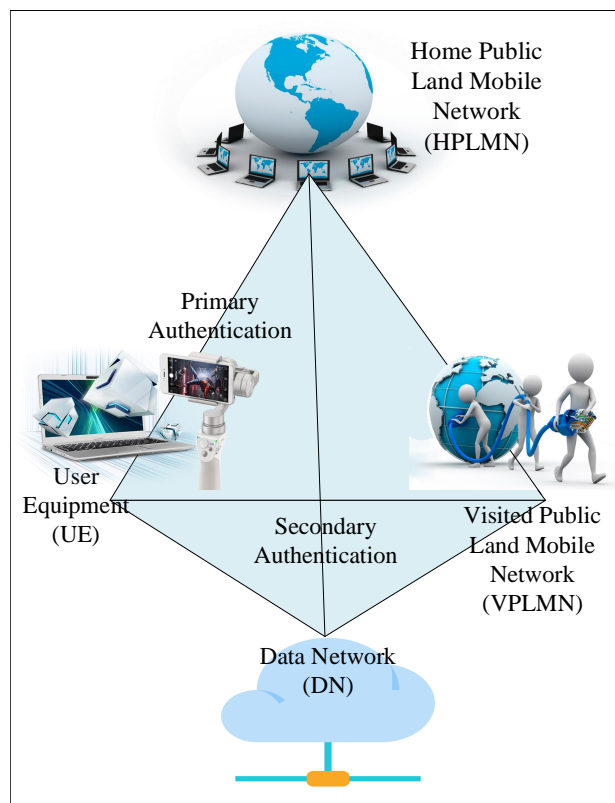 Home Public
Land Mobile
Network
(HPLMN)
Primary
Authentication
User
Equipment
(UE)
Secondary
Authentication
Visited Public
Land Mobile
Network
(VPLMN)
Data Network
(DN)